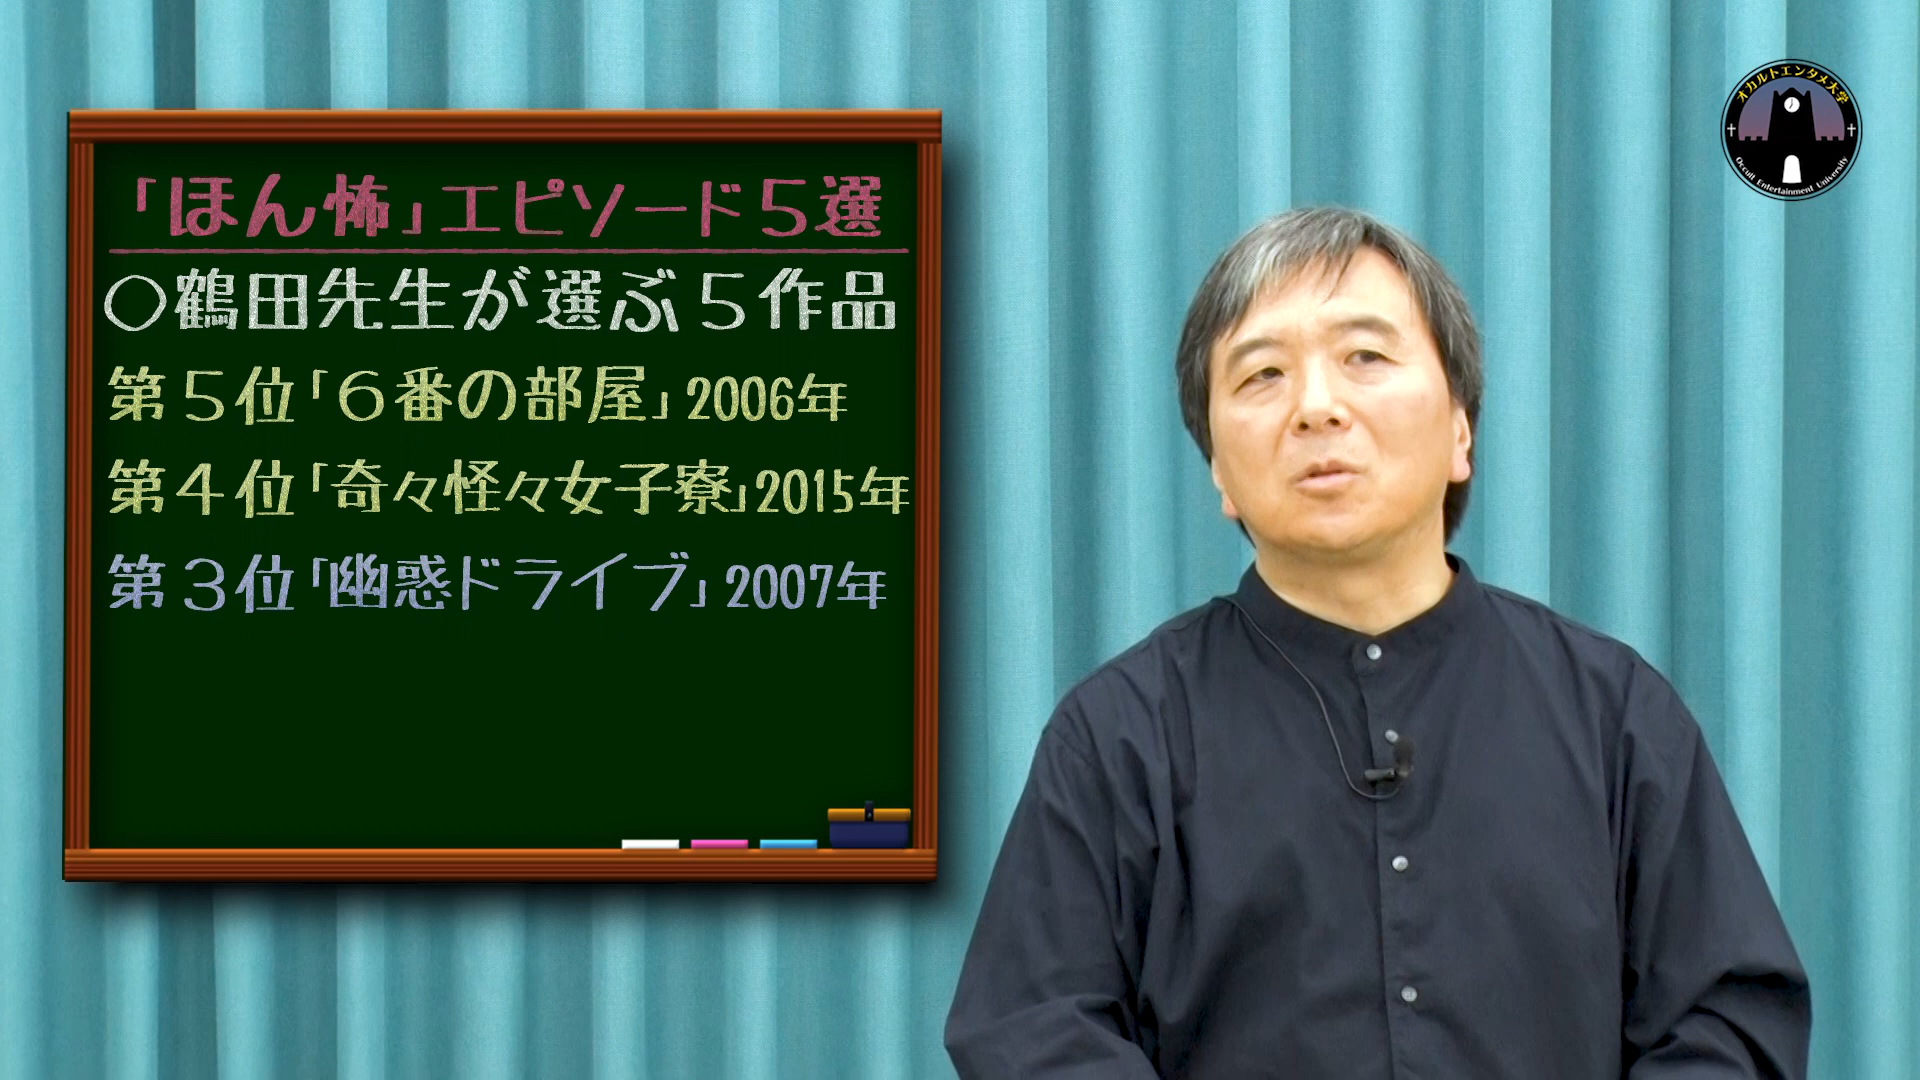 「ほん怖」エピソード５選
○鶴田先生が選ぶ５作品
第５位「６番の部屋」2006年
第４位「奇々怪々女子寮」2015年
第３位「幽惑ドライブ」2007年
オカルトエンタメ大学
Occult Entertainment University